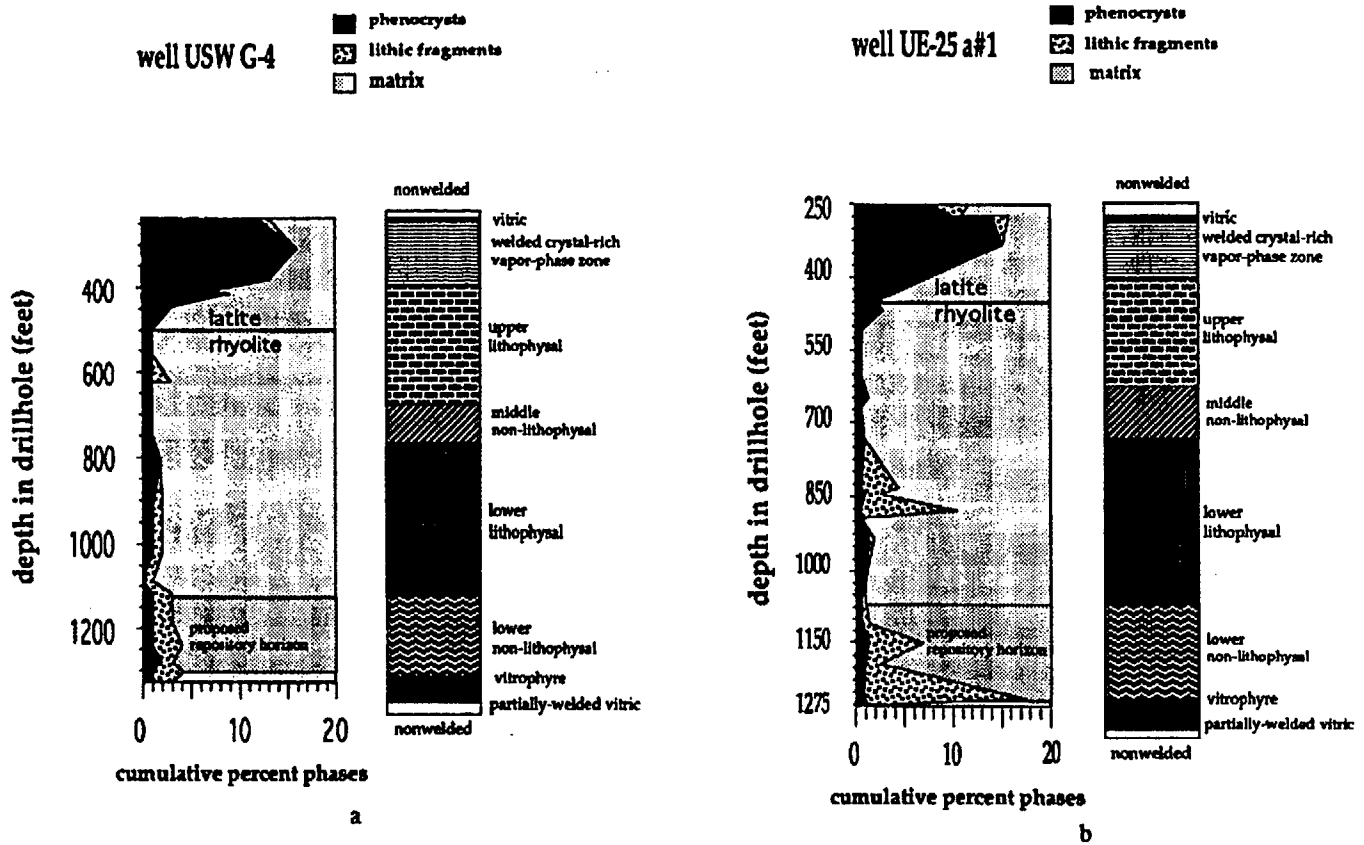 well USW G-4
phenocrysts
lithic fragments
matrix
depth in drillhole (feet)
400
600
800
1000
1200
latite
rhyolite
proposed
repository horizon
0
10
20
cumulative percent phases
nonwelded
vitric
welded crystal-rich
vapor-phase zone
upper
lithophysal
middle
non-lithophysal
lower
lithophysal
lower
non-lithophysal
vitrophyre
partially-welded vitric
nonwelded
a
well UE-25 a#1
phenocrysts
lithic fragments
matrix
depth in drillhole (feet)
250
400
550
700
850
1000
1150
1275
latite
rhyolite
proposed
repository horizon
0
10
20
cumulative percent phases
nonwelded
vitric
welded crystal-rich
vapor-phase zone
upper
lithophysal
middle
non-lithophysal
lower
lithophysal
lower
non-lithophysal
vitrophyre
partially-welded vitric
nonwelded
b